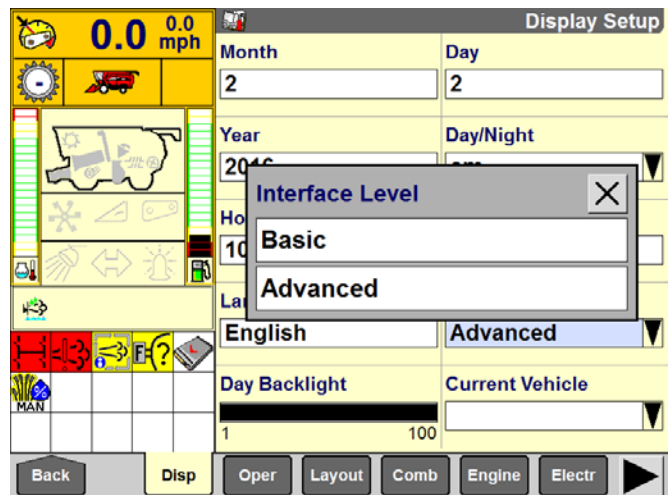 0.0
0.0
mph
Display Setup
Month
Day
2
2
Year
Day/Night
Interface Level
Basic
Advanced
10
English
Advanced
Day Backlight
Current Vehicle
1
100
F
?
%
MAN
Back
Disp
Oper
Layout
Comb
Engine
Electr